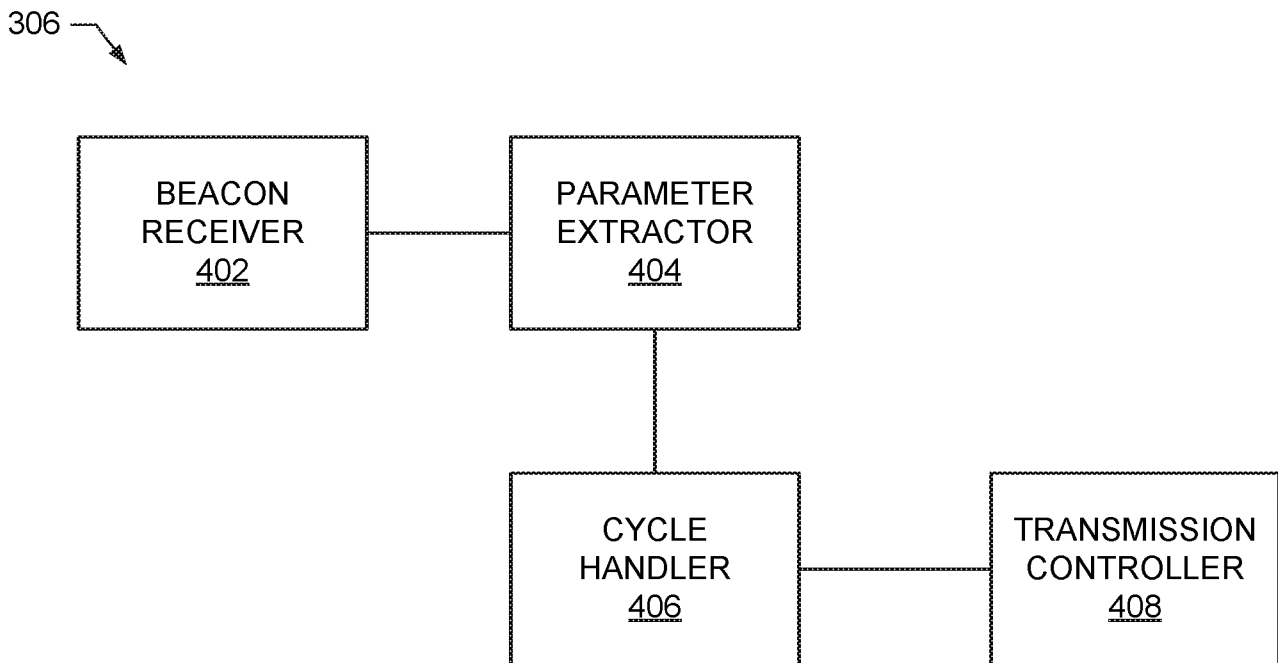 306
BEACON
RECEIVER
402
PARAMETER
EXTRACTOR
404
CYCLE
HANDLER
406
TRANSMISSION
CONTROLLER
408